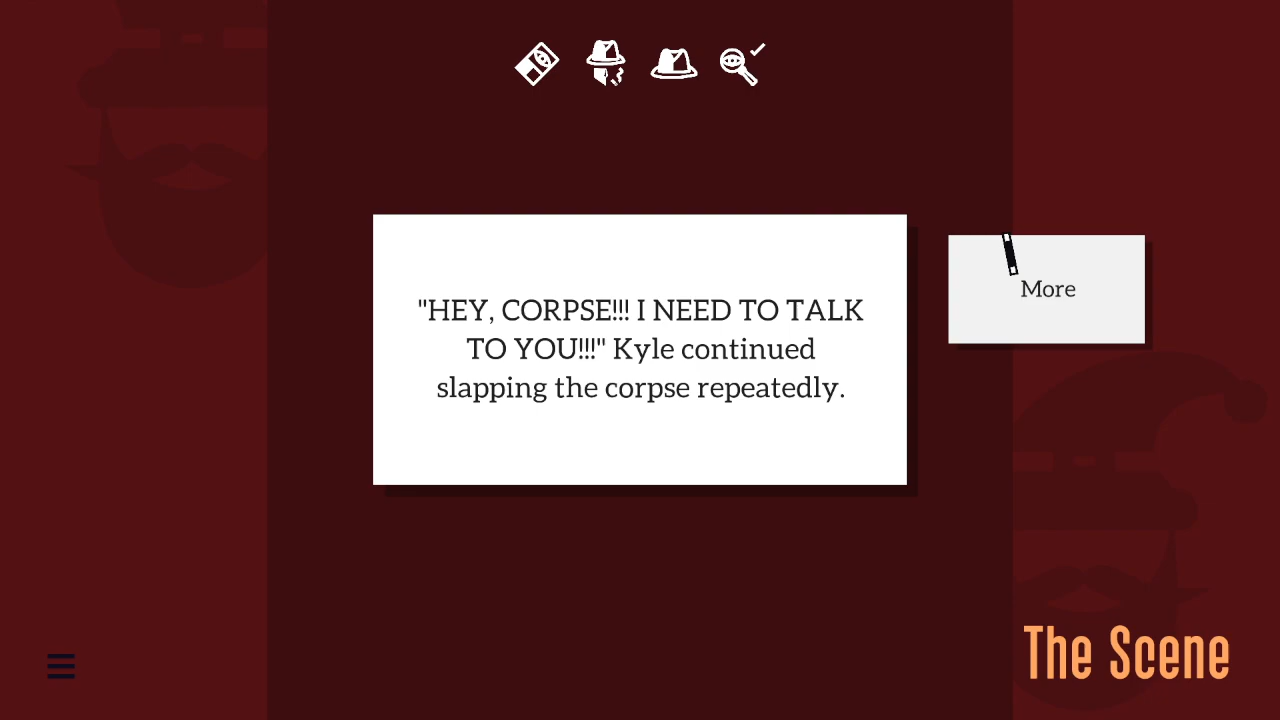 "HEY, CORPSE!!! I NEED TO TALK
TO YOU!!!" Kyle continued
slapping the corpse repeatedly.
More
The Scene